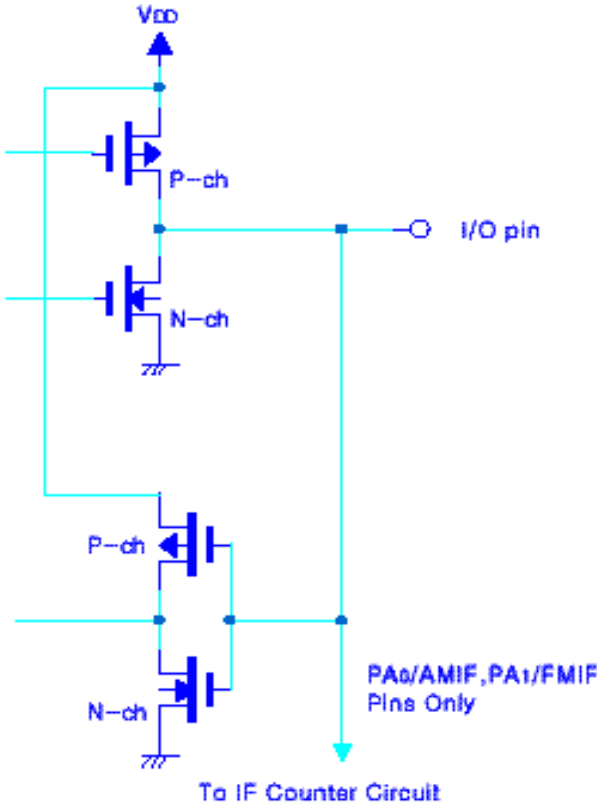 VDD
P-ch
I/O pin
N-ch
P-ch
N-ch
PA0/AMIF,PA1/FMIF
Pins Only
To IF Counter Circuit